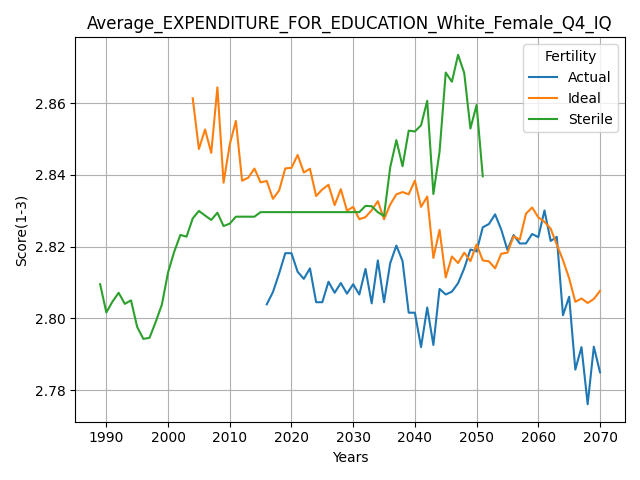 Average_EXPENDITURE_FOR_EDUCATION_White_Female_Q4_IQ
Fertility
Actual
Ideal
Sterile
Score(1-3)
2.86
2.84
2.82
2.80
2.78
1990 2000 2010 2020 2030 2040 2050 2060 2070
Years